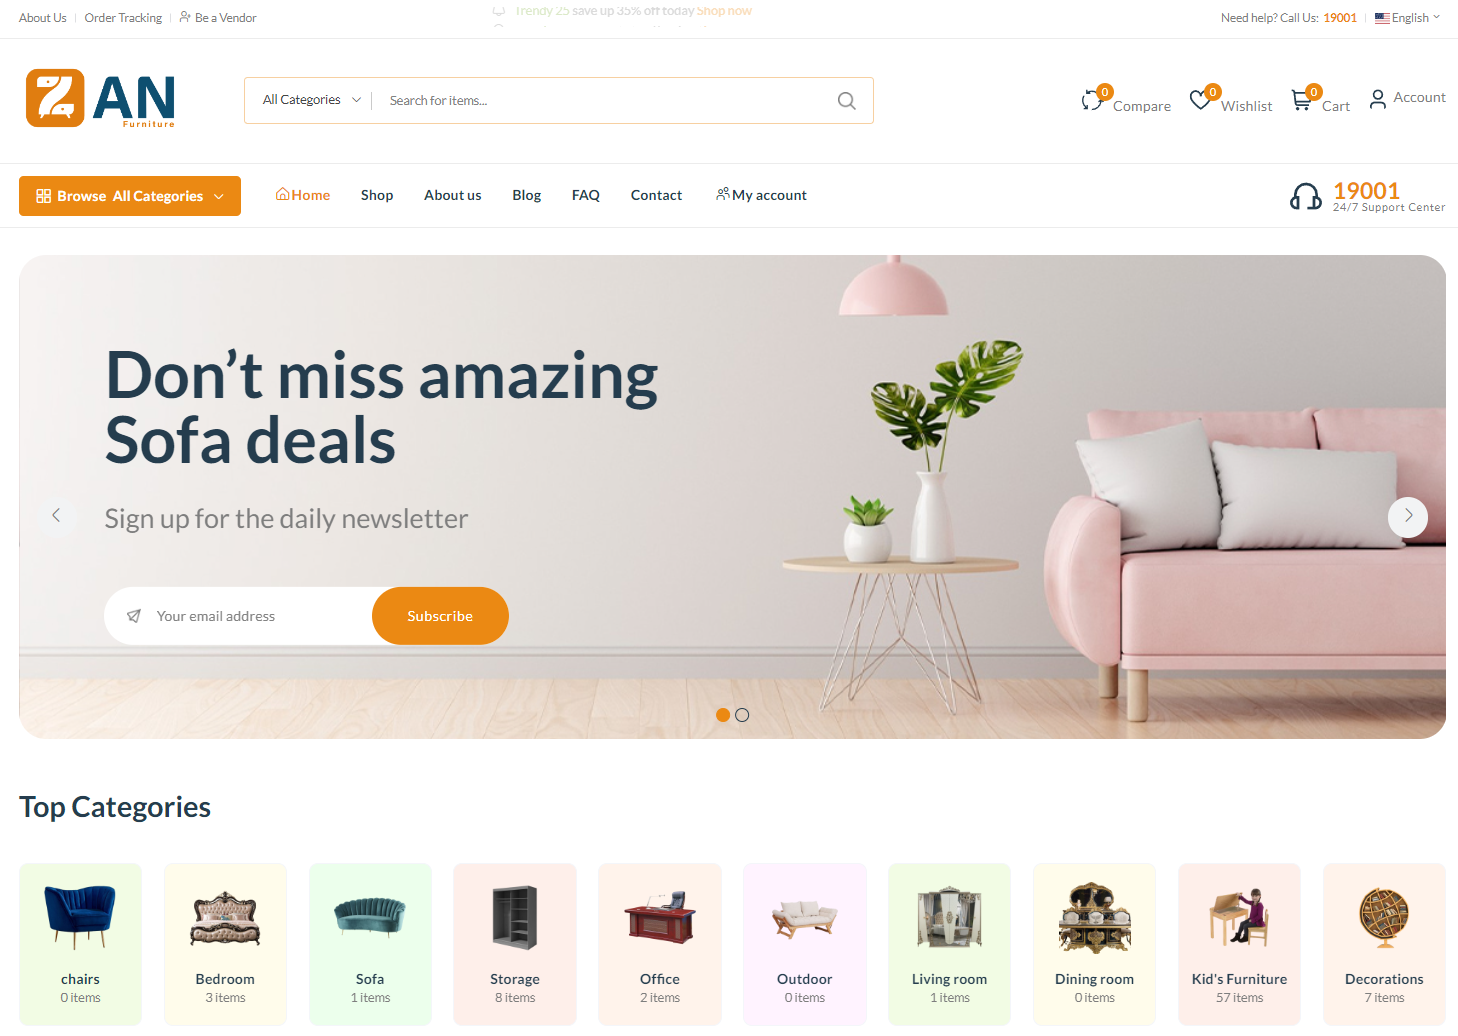 About Us
Order Tracking
Be a Vendor
Trendy 25 save up 35% off today Shop now
Need help? Call Us: 19001
English
ZAN
Furniture
All Categories
Search for items...
0
Compare
0
Wishlist
0
Cart
Account
Browse All Categories
Home
Shop
About us
Blog
FAQ
Contact
My account
19001
24/7 Support Center
Don't miss amazing
Sofa deals
Sign up for the daily newsletter
Your email address
Subscribe
Top Categories
chairs
0 items
Bedroom
3 items
Sofa
1 items
Storage
8 items
Office
2 items
Outdoor
0 items
Living room
1 items
Dining room
0 items
Kid's Furniture
57 items
Decorations
7 items